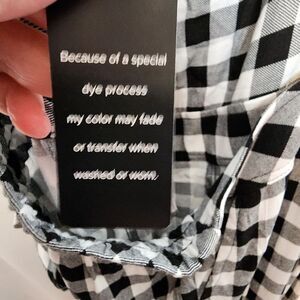 Because of a special
dye process
my color may fade
or transfer when
washed or worn.